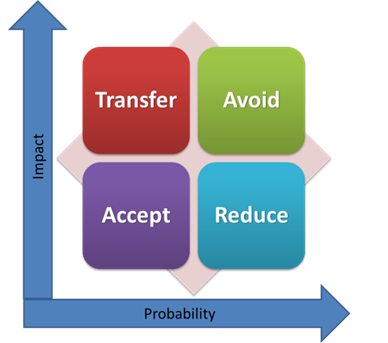 Transfer
Avoid
Impact
Accept
Reduce
Probability